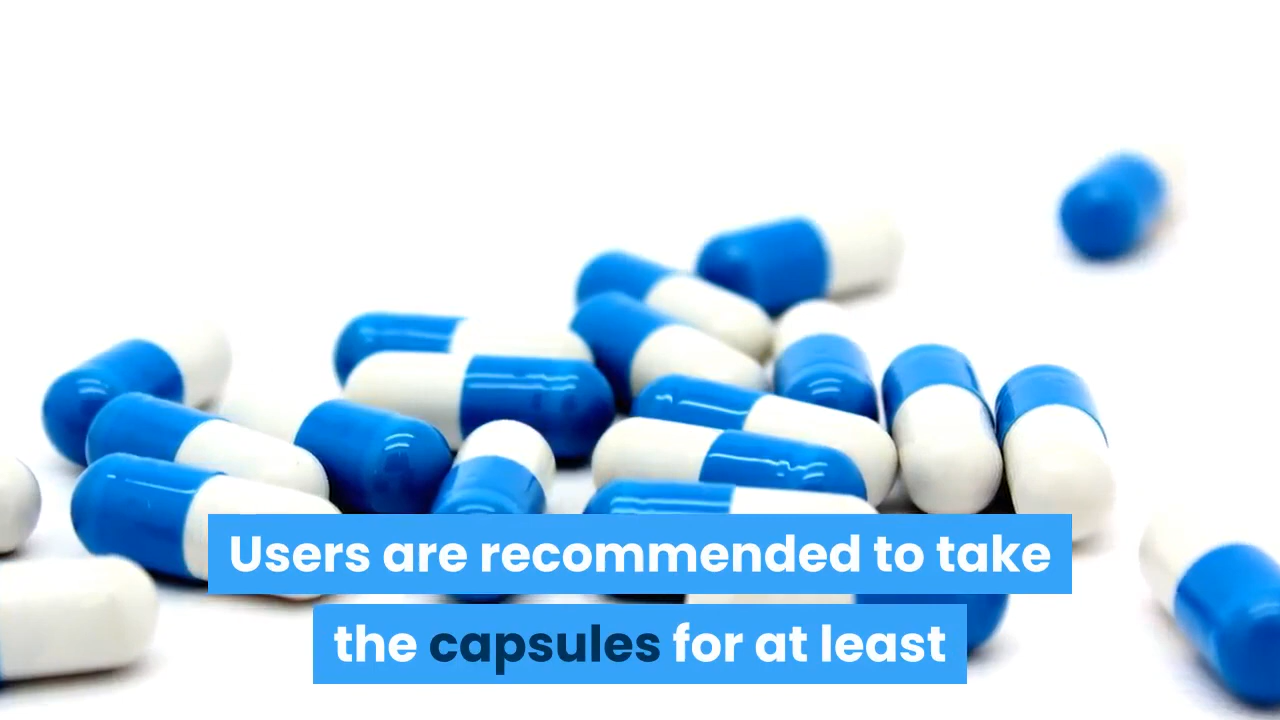 Users are recommended to take
the capsules for at least